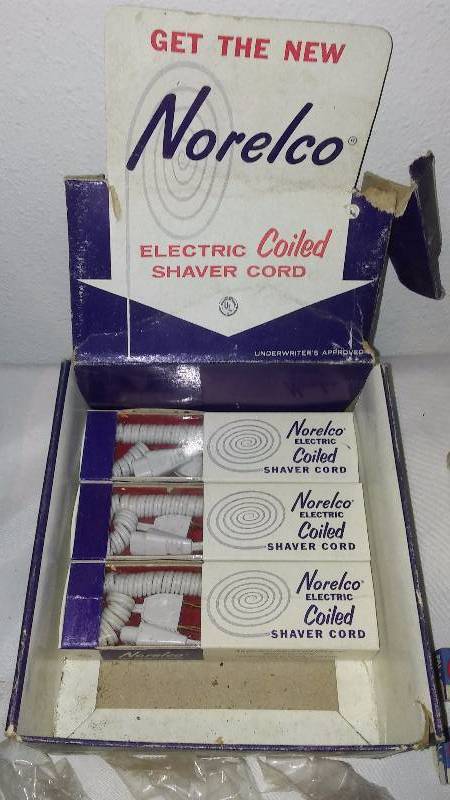 GET THE NEW
Norelco®
ELECTRIC Coiled
SHAVER CORD
UL
UNDERWRITER'S APPROVED
Norelco®
ELECTRIC
Coiled
SHAVER CORD
Norelco®
ELECTRIC
Coiled
SHAVER CORD
Norelco®
ELECTRIC
Coiled
SHAVER CORD
Norelco